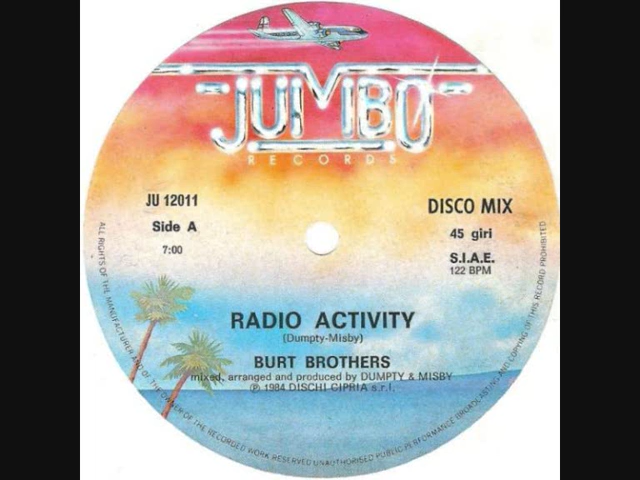 JUMBO
RECORDS
JU 12011
Side A
7:00
DISCO MIX
45 giri
S.I.A.E.
122 BPM
RADIO ACTIVITY
(Dumpty-Misby)
BURT BROTHERS
mixed, arranged and produced by DUMPTY & MISBY
℗ 1984 DISCHI CIPRIA s.r.l.
ALL RIGHTS OF THE MANUFACTURER AND OF THE OWNER OF THE RECORDED WORK RESERVED UNAUTHORISED PUBLIC PERFORMANCE BROADCASTING AND COPYING OF THIS RECORD PROHIBITED